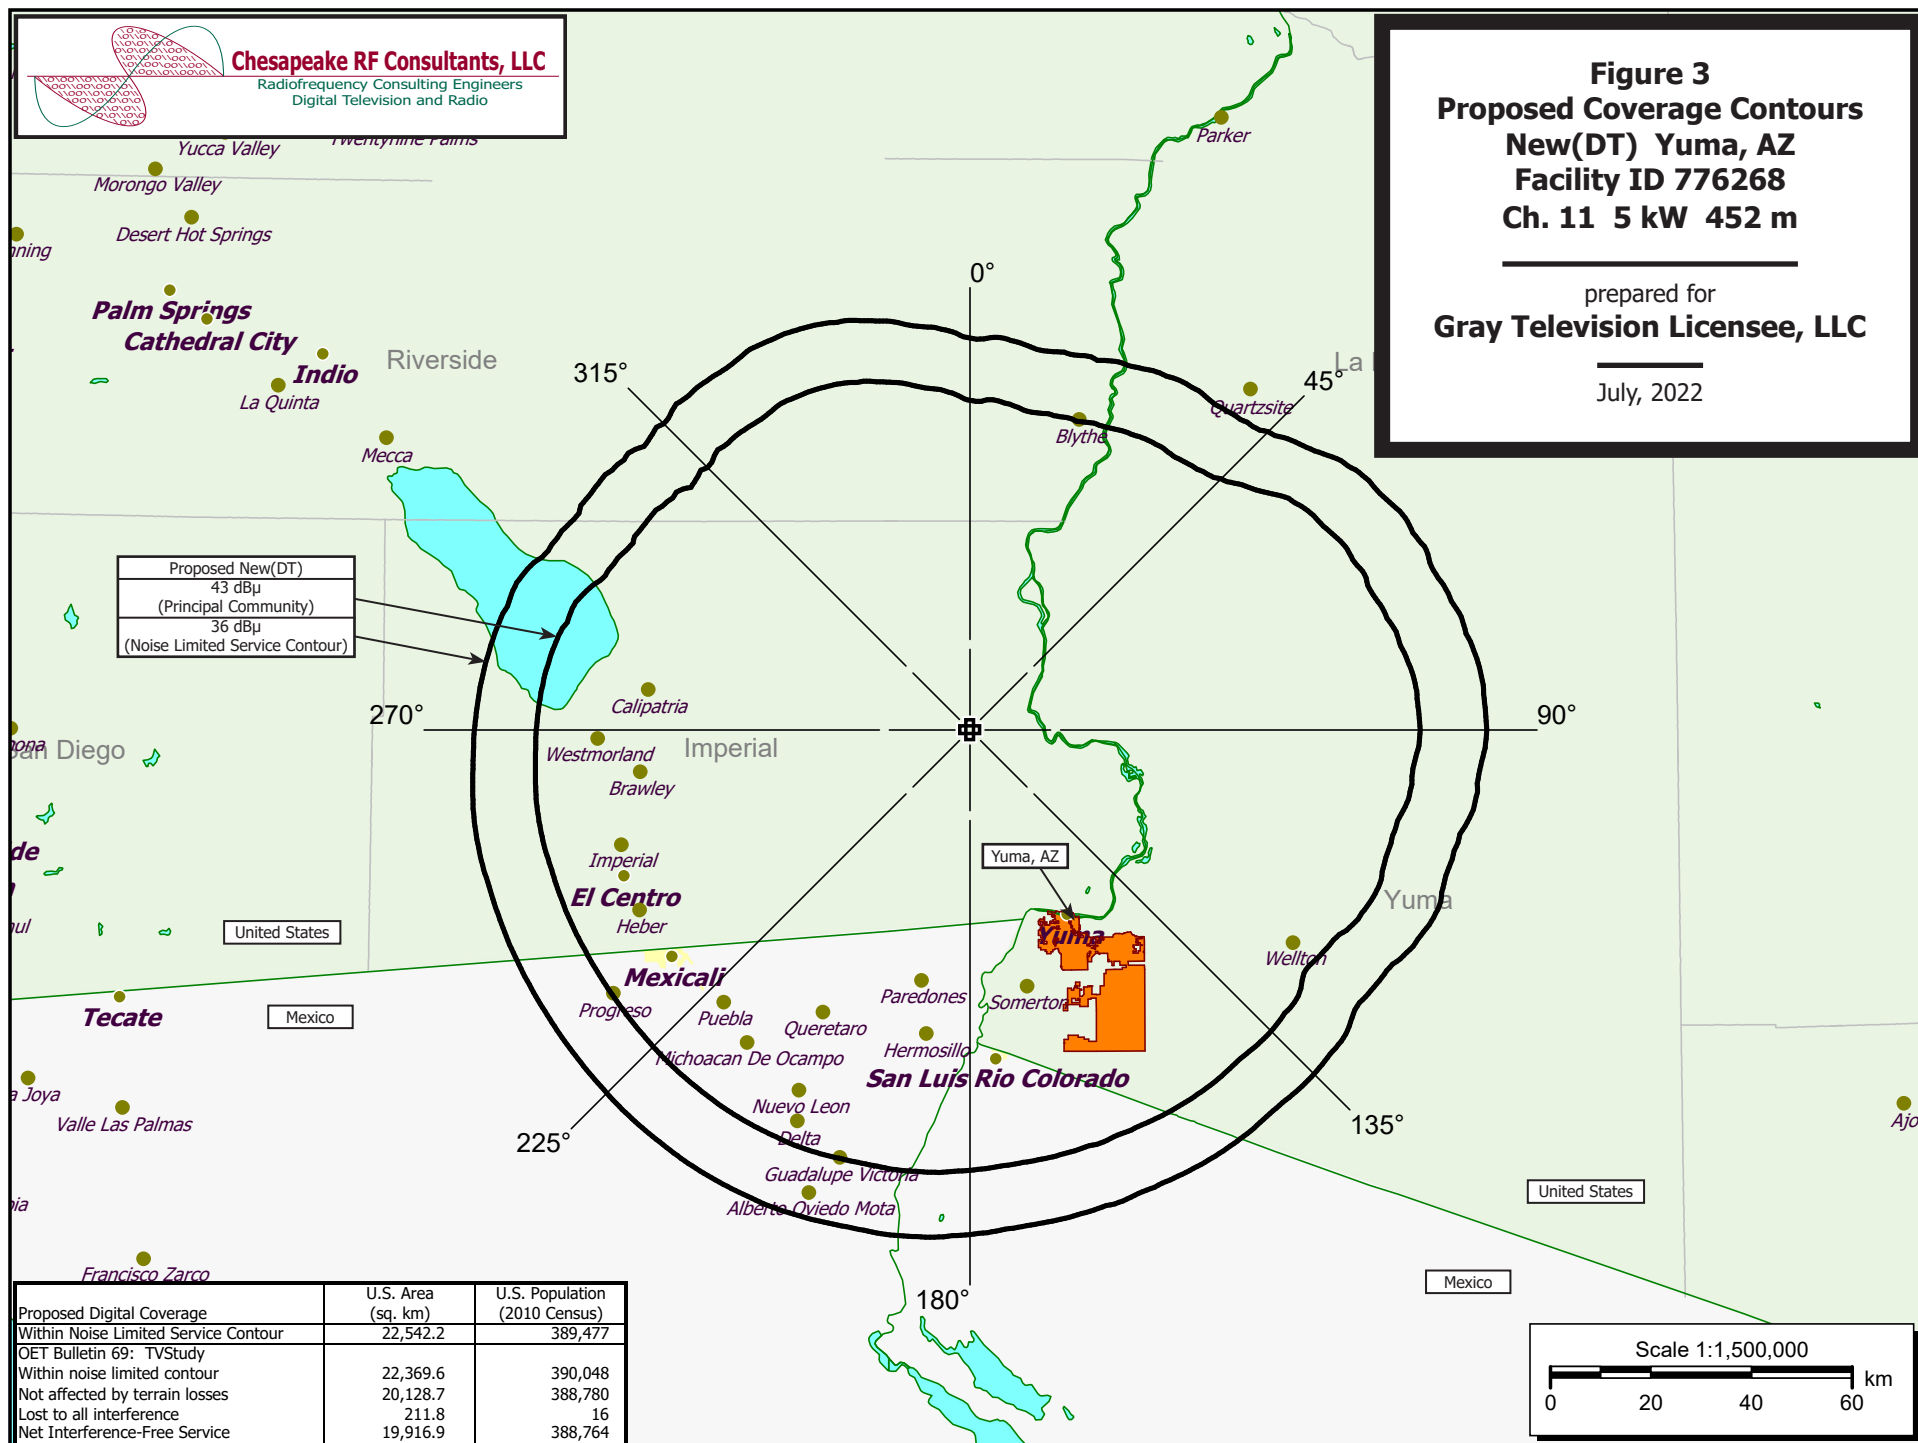 Chesapeake RF Consultants, LLC
Radiofrequency Consulting Engineers
Digital Television and Radio
Figure 3
Proposed Coverage Contours
New(DT) Yuma, AZ
Facility ID 776268
Ch. 11 5 kW 452 m
prepared for
Gray Television Licensee, LLC
July, 2022
Parker
Yucca Valley
Twentynine Palms
Morongo Valley
Desert Hot Springs
nning
Palm Springs
Cathedral City
Indio
La Quinta
Riverside
Mecca
0°
315°
45°
La
Quartzsite
Blythe
Proposed New(DT)
43 dBμ
(Principal Community)
36 dBμ
(Noise Limited Service Contour)
270°
90°
Calipatria
Westmorland
Imperial
Brawley
ona
San Diego
de
Imperial
El Centro
Heber
Yuma, AZ
Yuma
Yuma
Wellton
ul
United States
Mexico
Tecate
Mexicali
Progreso
Puebla
Queretaro
Paredones
Somerton
Michoacan De Ocampo
Hermosillo
San Luis Rio Colorado
a Joya
Valle Las Palmas
Nuevo Leon
Delta
225°
135°
Guadalupe Victoria
Alberto Oviedo Mota
Ajo
United States
Mexico
ia
Francisco Zarco
180°
Proposed Digital Coverage U.S. Area (sq. km) U.S. Population (2010 Census)
Within Noise Limited Service Contour 22,542.2 389,477
OET Bulletin 69: TVStudy
Within noise limited contour 22,369.6 390,048
Not affected by terrain losses 20,128.7 388,780
Lost to all interference 211.8 16
Net Interference-Free Service 19,916.9 388,764
Scale 1:1,500,000
km
0 20 40 60